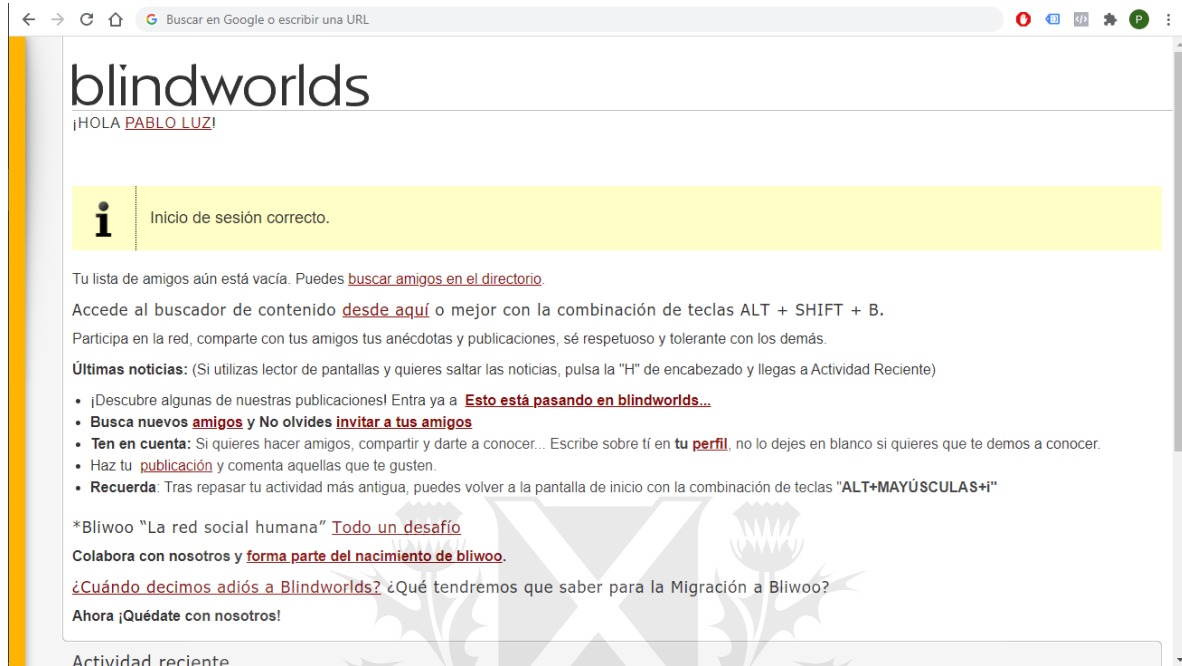 Buscar en Google o escribir una URL
P
blindworlds
¡HOLA PABLO LUZ!
Inicio de sesión correcto.
Tu lista de amigos aún está vacía. Puedes buscar amigos en el directorio.
Accede al buscador de contenido desde aquí o mejor con la combinación de teclas ALT + SHIFT + B.
Participa en la red, comparte con tus amigos tus anécdotas y publicaciones, sé respetuoso y tolerante con los demás.
Últimas noticias: (Si utilizas lector de pantallas y quieres saltar las noticias, pulsa la "H" de encabezado y llegas a Actividad Reciente)
• ¡Descubre algunas de nuestras publicaciones! Entra ya a Esto está pasando en blindworlds...
• Busca nuevos amigos y No olvides invitar a tus amigos
• Ten en cuenta: Si quieres hacer amigos, compartir y darte a conocer... Escribe sobre tí en tu perfil, no lo dejes en blanco si quieres que te demos a conocer.
• Haz tu publicación y comenta aquellas que te gusten.
• Recuerda: Tras repasar tu actividad más antigua, puedes volver a la pantalla de inicio con la combinación de teclas "ALT+MAYÚSCULAS+i"
*Bliwoo “La red social humana” Todo un desafío
Colabora con nosotros y forma parte del nacimiento de bliwoo.
¿Cuándo decimos adiós a Blindworlds? ¿Qué tendremos que saber para la Migración a Bliwoo?
Ahora ¡Quédate con nosotros!
Actividad reciente